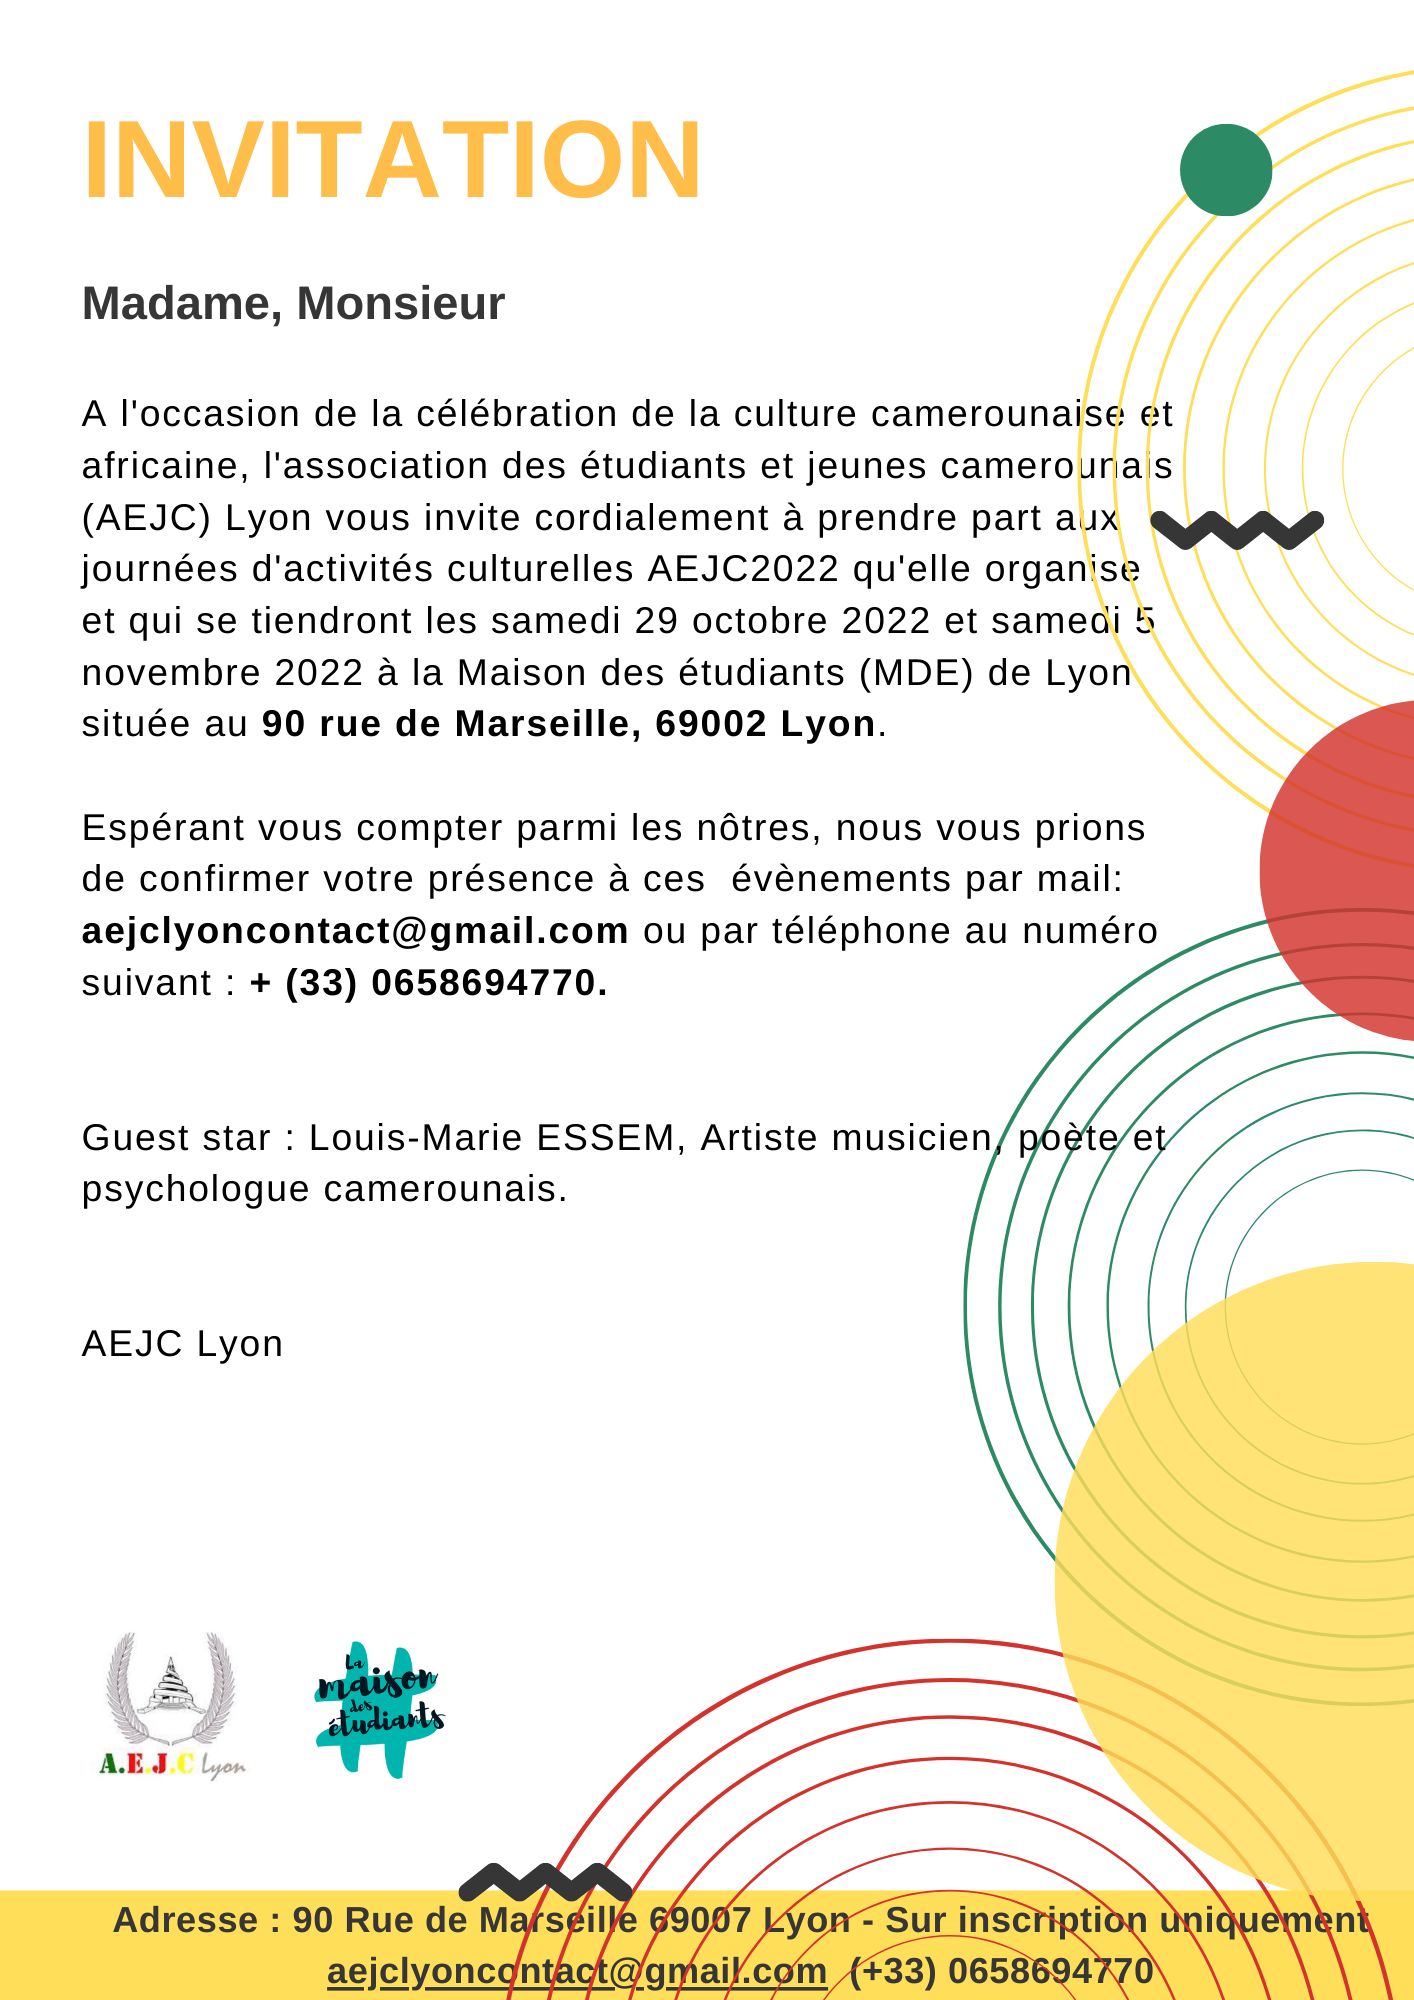 INVITATION
Madame, Monsieur
A l'occasion de la célébration de la culture camerounaise et
africaine, l'association des étudiants et jeunes camerounais
(AEJC) Lyon vous invite cordialement à prendre part aux
journées d'activités culturelles AEJC2022 qu'elle organise
et qui se tiendront les samedi 29 octobre 2022 et samedi 5
novembre 2022 à la Maison des étudiants (MDE) de Lyon
située au 90 rue de Marseille, 69002 Lyon.
Espérant vous compter parmi les nôtres, nous vous prions
de confirmer votre présence à ces  évènements par mail:
aejclyoncontact@gmail.com ou par téléphone au numéro
suivant : + (33) 0658694770.
Guest star : Louis-Marie ESSEM, Artiste musicien, poète et
psychologue camerounais.
AEJC Lyon
A.E.J.C Lyon
La
maison
des
étudiants
Adresse : 90 Rue de Marseille 69007 Lyon - Sur inscription uniquement
aejclyoncontact@gmail.com  (+33) 0658694770